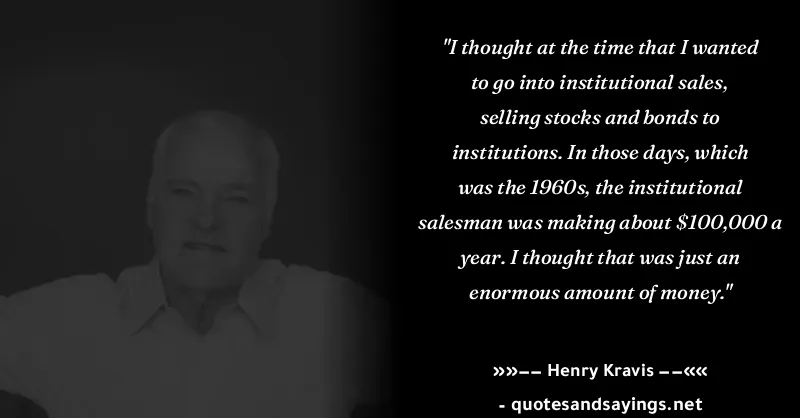 "I thought at the time that I wanted
to go into institutional sales,
selling stocks and bonds to
institutions. In those days, which
was the 1960s, the institutional
salesman was making about $100,000 a
year. I thought that was just an
enormous amount of money."
»»–– Henry Kravis ––««
- quotesandsayings.net